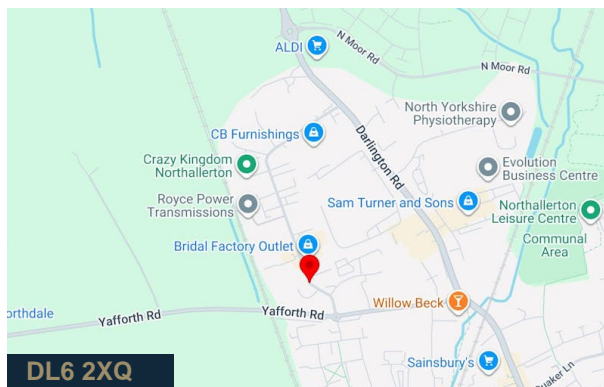 ALDI
N Moor Rd
N Moor Rd
CB Furnishings
Darlington Rd
North Yorkshire
Physiotherapy
Crazy Kingdom
Northallerton
Evolution
Business Centre
Royce Power
Transmissions
Sam Turner and Sons
Northallerton
Leisure Centre
Bridal Factory Outlet
Communal
Area
Willow Beck
orthdale
Yafforth Rd
Yafforth Rd
Sainsbury's
uaker Ln
DL6 2XQ